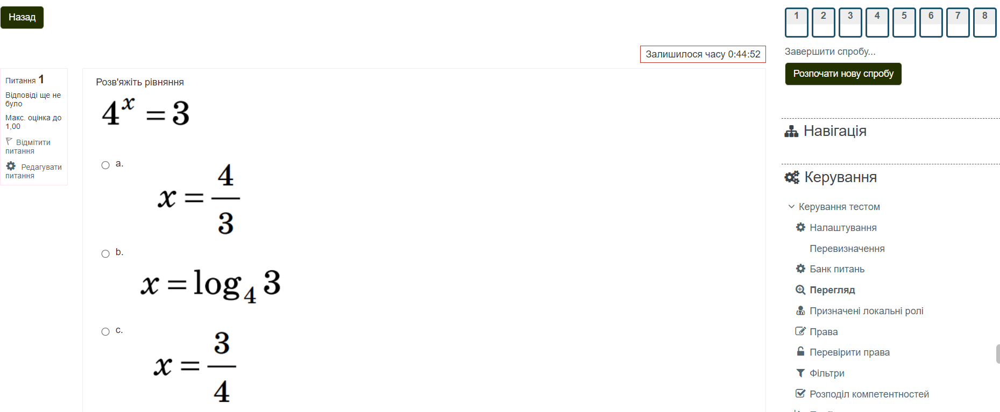 Назад
1 2 3 4 5 6 7 8
Завершити спробу...
Залишилося часу 0:44:52
Розпочати нову спробу
Питання 1
Відповіді ще не
було
Макс. оцінка до
1,00
Відмітити
питання
Редагувати
питання
Розв'яжіть рівняння
4^x = 3
a.
x = 4/3
b.
x = log_4 3
c.
x = 3/4
Навігація
Керування
Керування тестом
Налаштування
Перевизначення
Банк питань
Перегляд
Призначені локальні ролі
Права
Перевірити права
Фільтри
Розподіл компетентностей